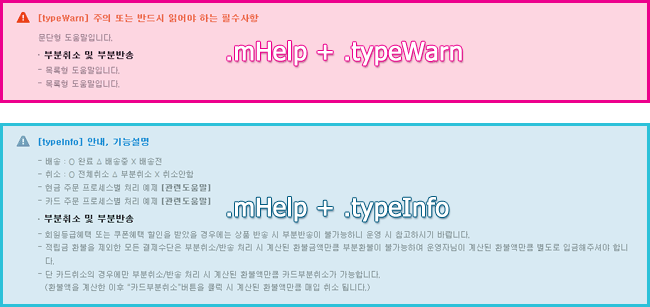 [typeWarn] 주의 또는 반드시 읽어야 하는 필수사항
문단형 도움말입니다.
· 부분취소 및 부분반송
- 목록형 도움말입니다.
- 목록형 도움말입니다.
.mHelp + .typeWarn
[typeInfo] 안내, 기능설명
- 배송 : O 완료 △ 배송중 X 배송전
- 취소 : O 전체취소 △ 부분취소 X 취소안함
- 현금 주문 프로세스별 처리 예제 [관련도움말]
- 카드 주문 프로세스별 처리 예제 [관련도움말]
.mHelp + .typeInfo
· 부분취소 및 부분반송
- 회원등급혜택 또는 쿠폰혜택 할인을 받았을 경우에는 상품 반송 시 부분반송이 불가능하니 운영 시 참고하시기 바랍니다.
- 적립금 환불을 제외한 모든 결제수단은 부분취소/반송 처리 시 계산된 환불금액만큼 부분환불이 불가능하여 운영자님이 계산된 환불액만큼 별도로 입금해주셔야 합니
다.
- 단 카드취소의 경우에만 부분취소/반송 처리 시 계산된 환불액만큼 카드부분취소가 가능합니다.
(환불액을 계산한 이후 "카드부분취소"버튼을 클릭 시 계산된 환불액만큼 매입 취소 됩니다.)